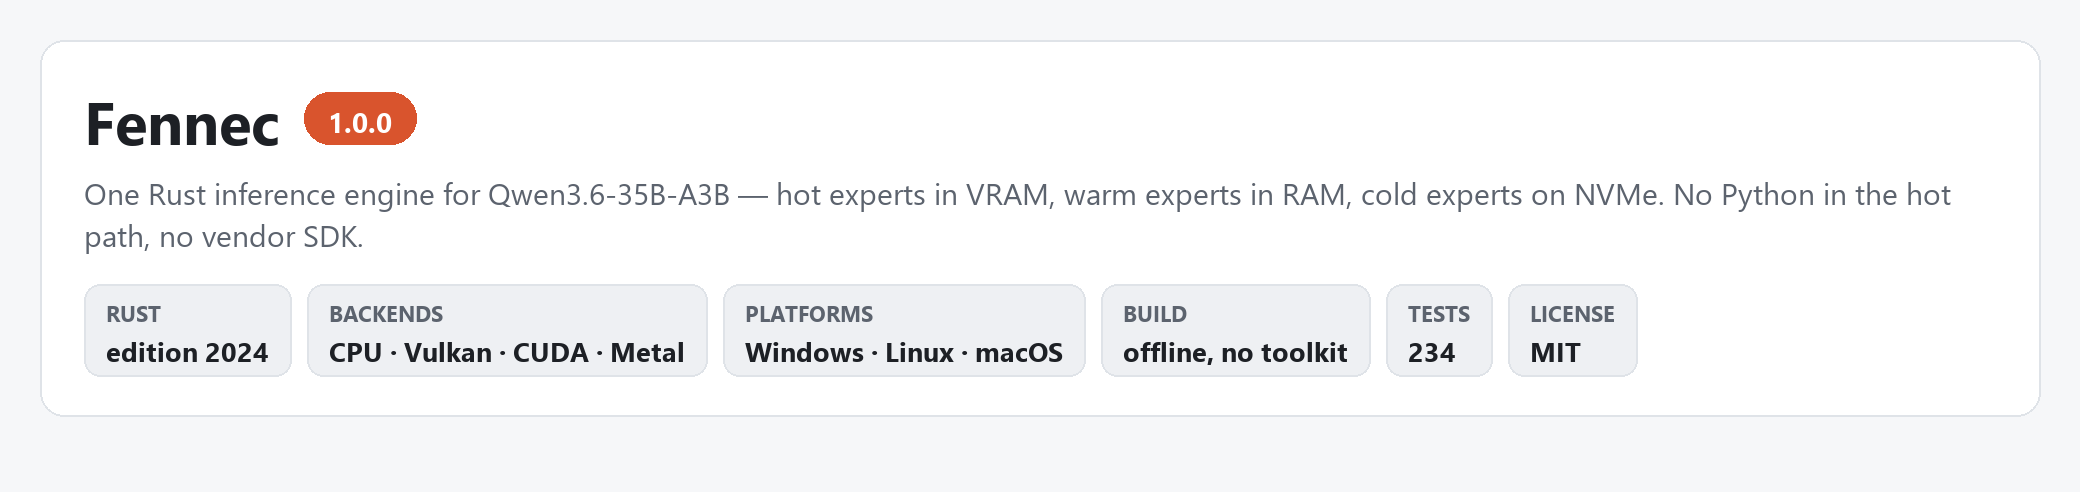 Fennec 1.0.0
One Rust inference engine for Qwen3.6-35B-A3B — hot experts in VRAM, warm experts in RAM, cold experts on NVMe. No Python in the hot
path, no vendor SDK.
RUST
edition 2024
BACKENDS
CPU · Vulkan · CUDA · Metal
PLATFORMS
Windows · Linux · macOS
BUILD
offline, no toolkit
TESTS
234
LICENSE
MIT